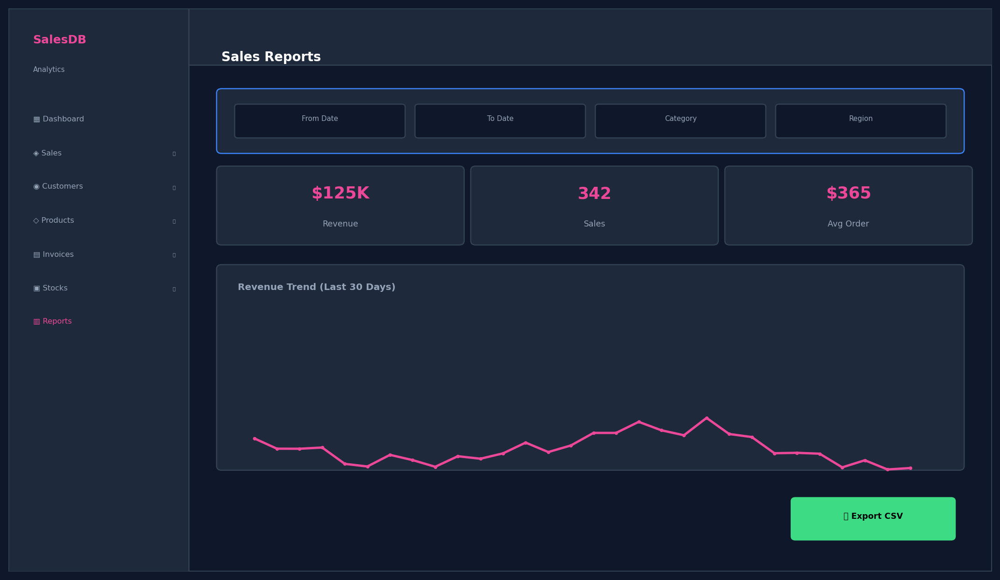 SalesDB
Analytics
▦ Dashboard
◈ Sales
◉ Customers
◇ Products
▤ Invoices
▣ Stocks
▥ Reports
Sales Reports
From Date
To Date
Category
Region
$125K
Revenue
342
Sales
$365
Avg Order
Revenue Trend (Last 30 Days)
Export CSV